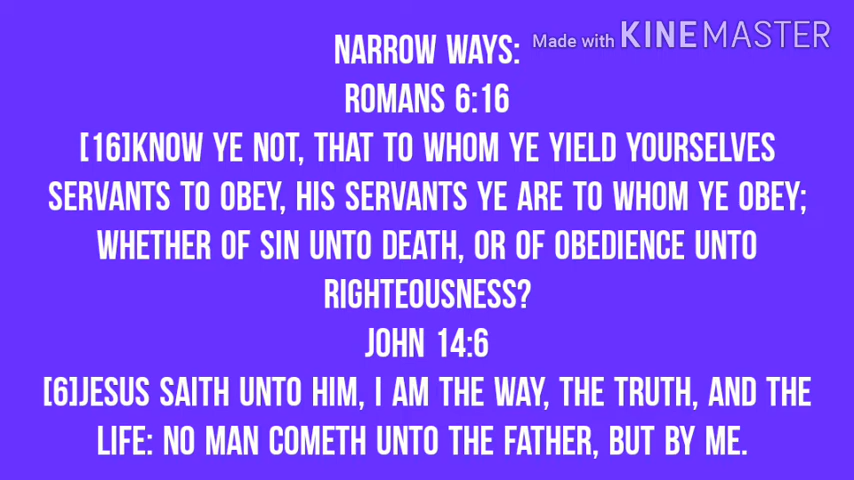 NARROW WAYS:
Made with KINEMASTER
ROMANS 6:16
[16]KNOW YE NOT, THAT TO WHOM YE YIELD YOURSELVES
SERVANTS TO OBEY, HIS SERVANTS YE ARE TO WHOM YE OBEY;
WHETHER OF SIN UNTO DEATH, OR OF OBEDIENCE UNTO
RIGHTEOUSNESS?
JOHN 14:6
[6]JESUS SAITH UNTO HIM, I AM THE WAY, THE TRUTH, AND THE
LIFE: NO MAN COMETH UNTO THE FATHER, BUT BY ME.